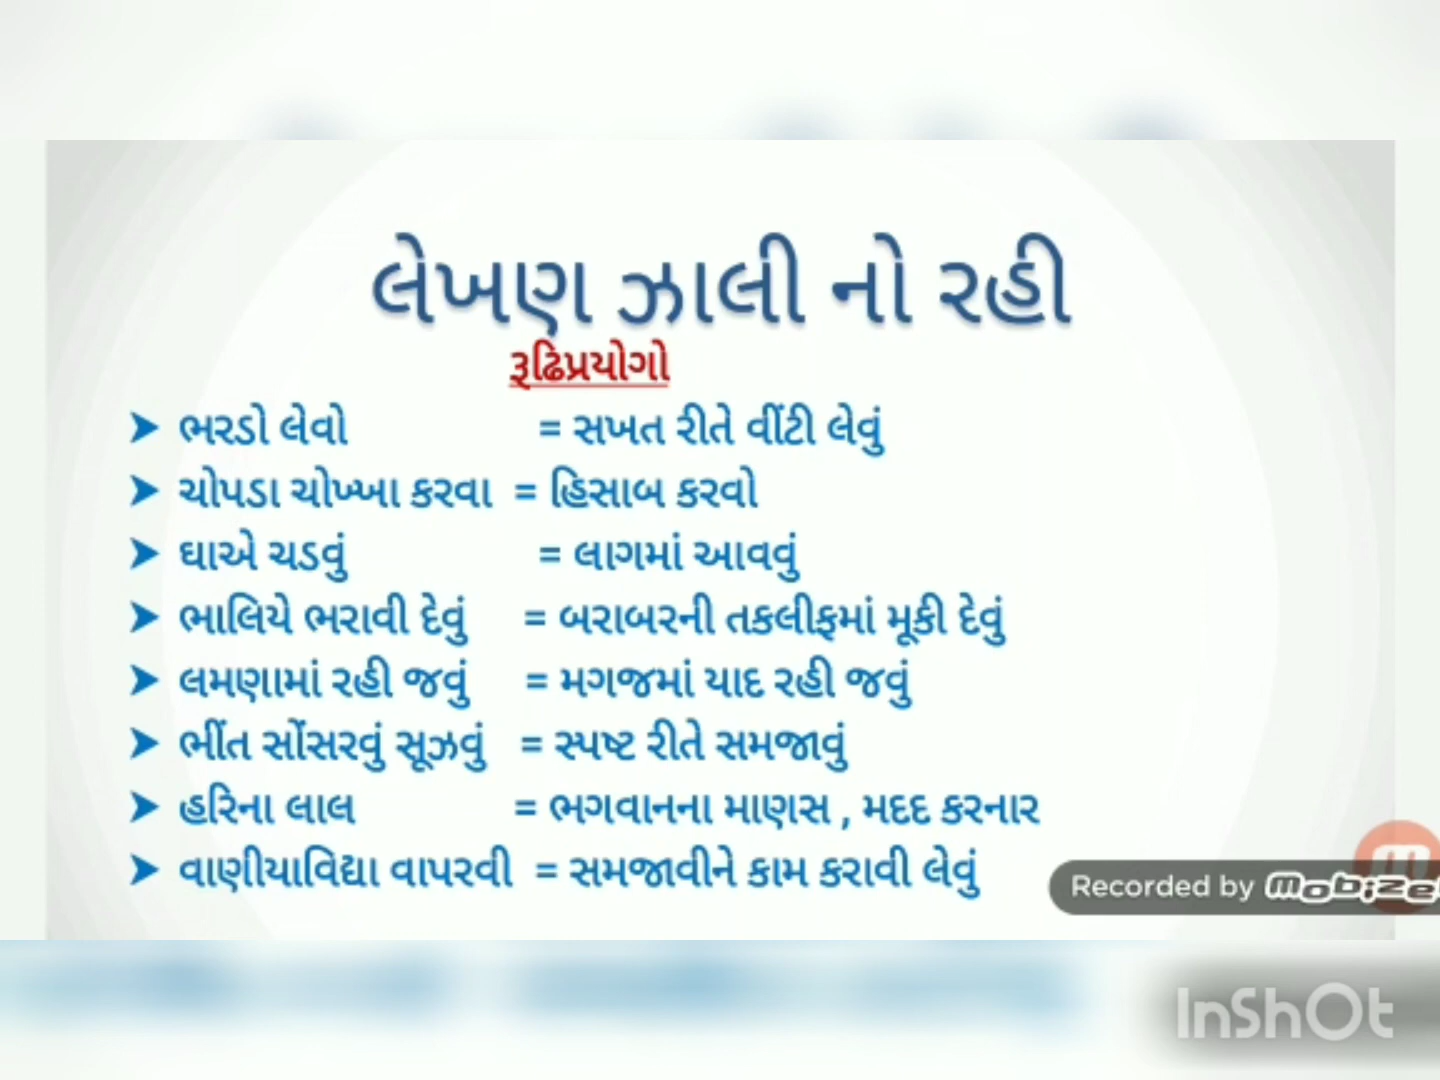 લેખણ ઝાલી નો રહી
રૂઢિપ્રયોગો
➤ ભરડો લેવો = સખત રીતે વીંટી લેવું
➤ ચોપડા ચોખ્ખા કરવા = હિસાબ કરવો
➤ ઘાએ ચડવું = લાગમાં આવવું
➤ ભાલિયે ભરાવી દેવું = બરાબરની તકલીફમાં મૂકી દેવું
➤ લમણામાં રહી જવું = મગજમાં યાદ રહી જવું
➤ ભીંત સોંસરવું સૂઝવું = સ્પષ્ટ રીતે સમજાવું
➤ હરિના લાલ = ભગવાનના માણસ , મદદ કરનાર
➤ વાણીયાવિદ્યા વાપરવી = સમજાવીને કામ કરાવી લેવું
Recorded by mobize
InShOt